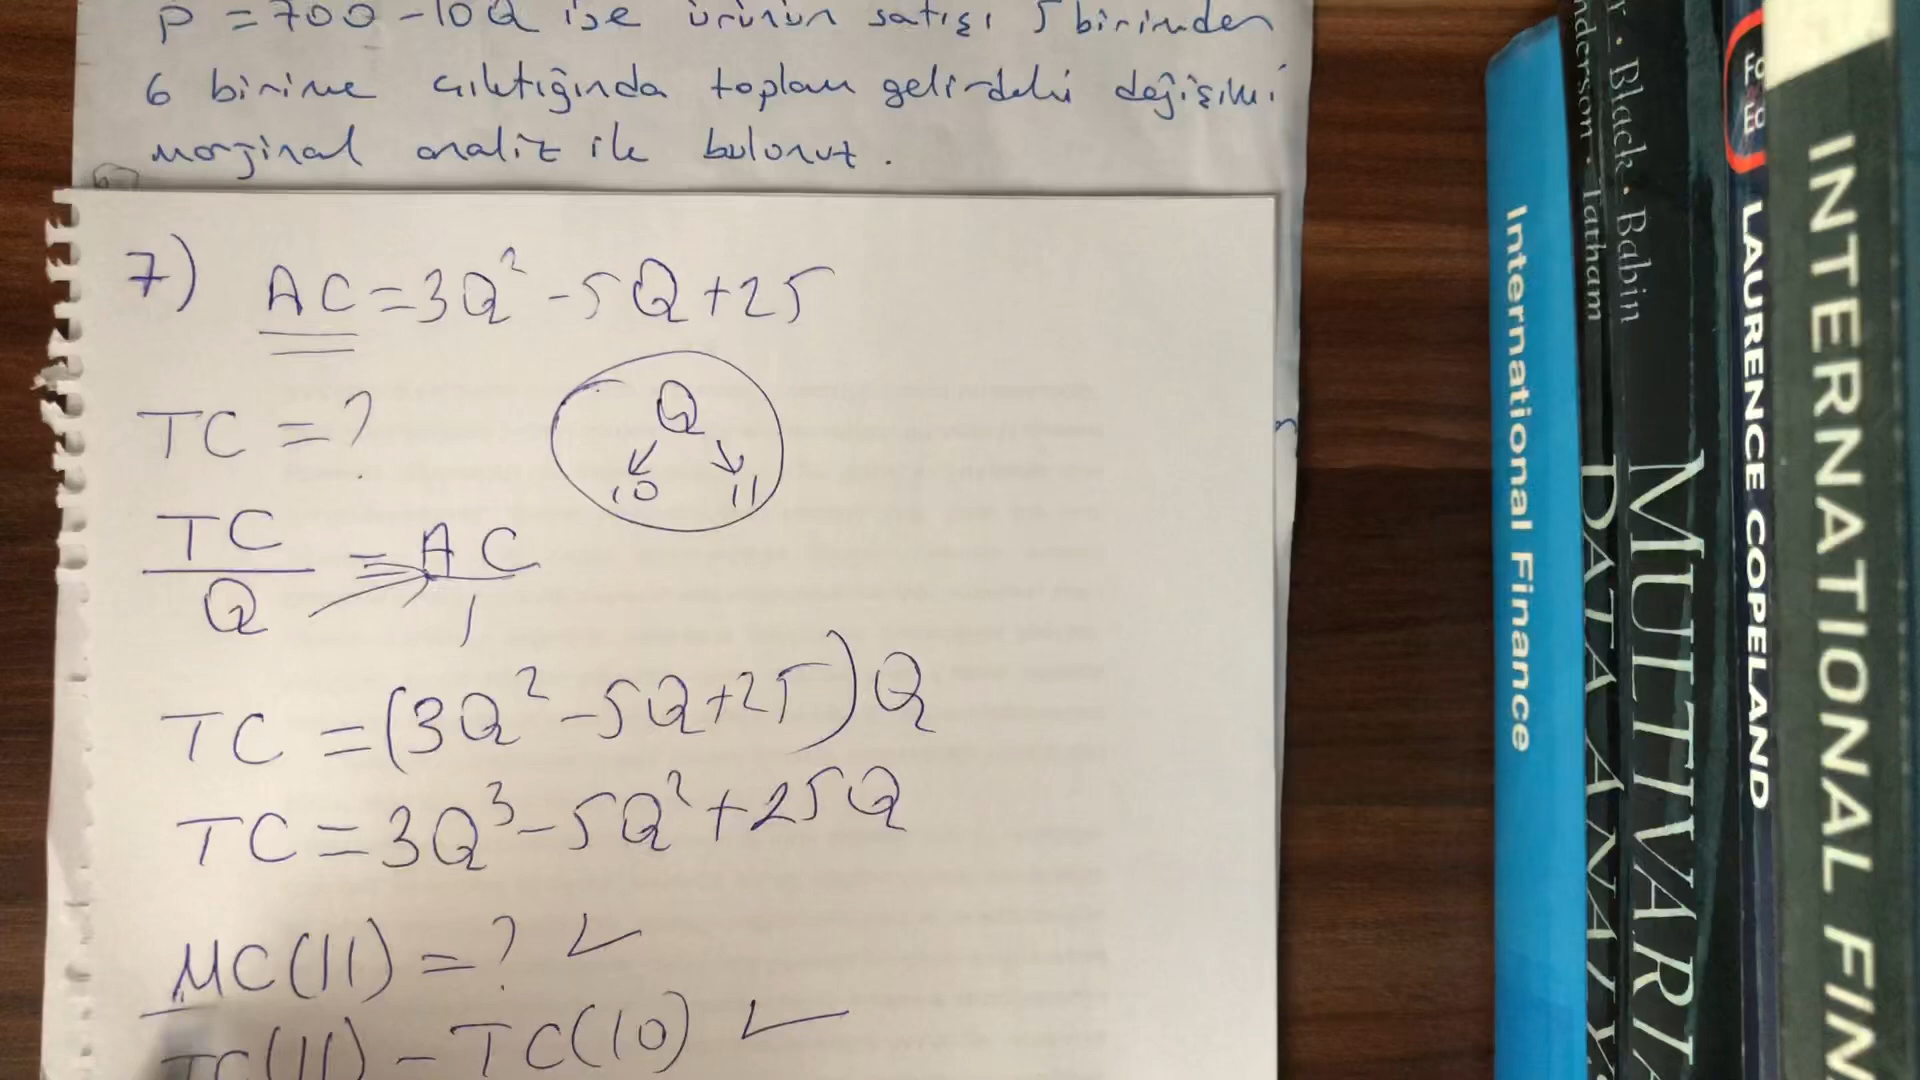 P = 700 - 10Q ise ürünün satışı 5 birimden
6 birime çıktığında toplam gelirdeki değişimi
marjinal analiz ile bulunuz.
7) AC = 3Q² - 5Q + 25
TC = ?
Q
10 11
TC/Q = AC/1
TC = (3Q² - 5Q + 25)Q
TC = 3Q³ - 5Q² + 25Q
MC(11) = ? ✓
TC(11) - TC(10) ✓
International Finance
Black · Babin
Anderson · Tatham
MULTIVARIA
DATA ANALYS
LAURENCE COPELAND
INTERNATIONAL FIN